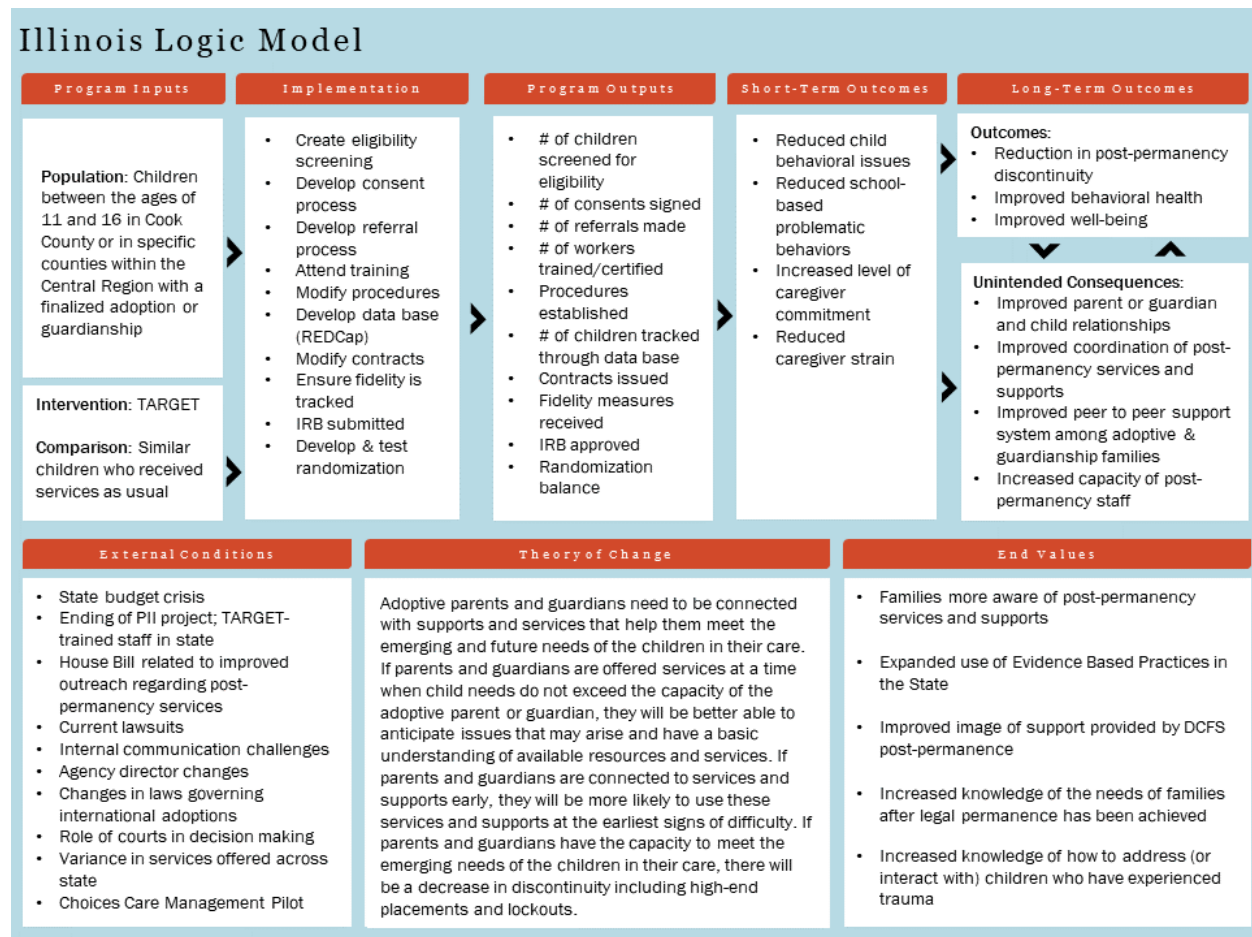 Illinois Logic Model
Program Inputs
Population: Children
between the ages of
11 and 16 in Cook
County or in specific
counties within the
Central Region with a
finalized adoption or
guardianship
Intervention: TARGET
Comparison: Similar
children who received
services as usual
Implementation
• Create eligibility
screening
• Develop consent
process
• Develop referral
process
• Attend training
• Modify procedures
• Develop data base
(REDCap)
• Modify contracts
• Ensure fidelity is
tracked
• IRB submitted
• Develop & test
randomization
Program Outputs
• # of children
screened for
eligibility
• # of consents signed
• # of referrals made
• # of workers
trained/certified
• Procedures
established
• # of children tracked
through data base
• Contracts issued
• Fidelity measures
received
• IRB approved
• Randomization
balance
Short-Term Outcomes
• Reduced child
behavioral issues
• Reduced school-
based
problematic
behaviors
• Increased level of
caregiver
commitment
• Reduced
caregiver strain
Long-Term Outcomes
Outcomes:
• Reduction in post-permanency
discontinuity
• Improved behavioral health
• Improved well-being
Unintended Consequences:
• Improved parent or guardian
and child relationships
• Improved coordination of post-
permanency services and
supports
• Improved peer to peer support
system among adoptive &
guardianship families
• Increased capacity of post-
permanency staff
External Conditions
• State budget crisis
• Ending of PII project; TARGET-
trained staff in state
• House Bill related to improved
outreach regarding post-
permanency services
• Current lawsuits
• Internal communication challenges
• Agency director changes
• Changes in laws governing
international adoptions
• Role of courts in decision making
• Variance in services offered across
state
• Choices Care Management Pilot
Theory of Change
Adoptive parents and guardians need to be connected
with supports and services that help them meet the
emerging and future needs of the children in their care.
If parents and guardians are offered services at a time
when child needs do not exceed the capacity of the
adoptive parent or guardian, they will be better able to
anticipate issues that may arise and have a basic
understanding of available resources and services. If
parents and guardians are connected to services and
supports early, they will be more likely to use these
services and supports at the earliest signs of difficulty. If
parents and guardians have the capacity to meet the
emerging needs of the children in their care, there will
be a decrease in discontinuity including high-end
placements and lockouts.
End Values
• Families more aware of post-permanency
services and supports
• Expanded use of Evidence Based Practices in
the State
• Improved image of support provided by DCFS
post-permanence
• Increased knowledge of the needs of families
after legal permanence has been achieved
• Increased knowledge of how to address (or
interact with) children who have experienced
trauma